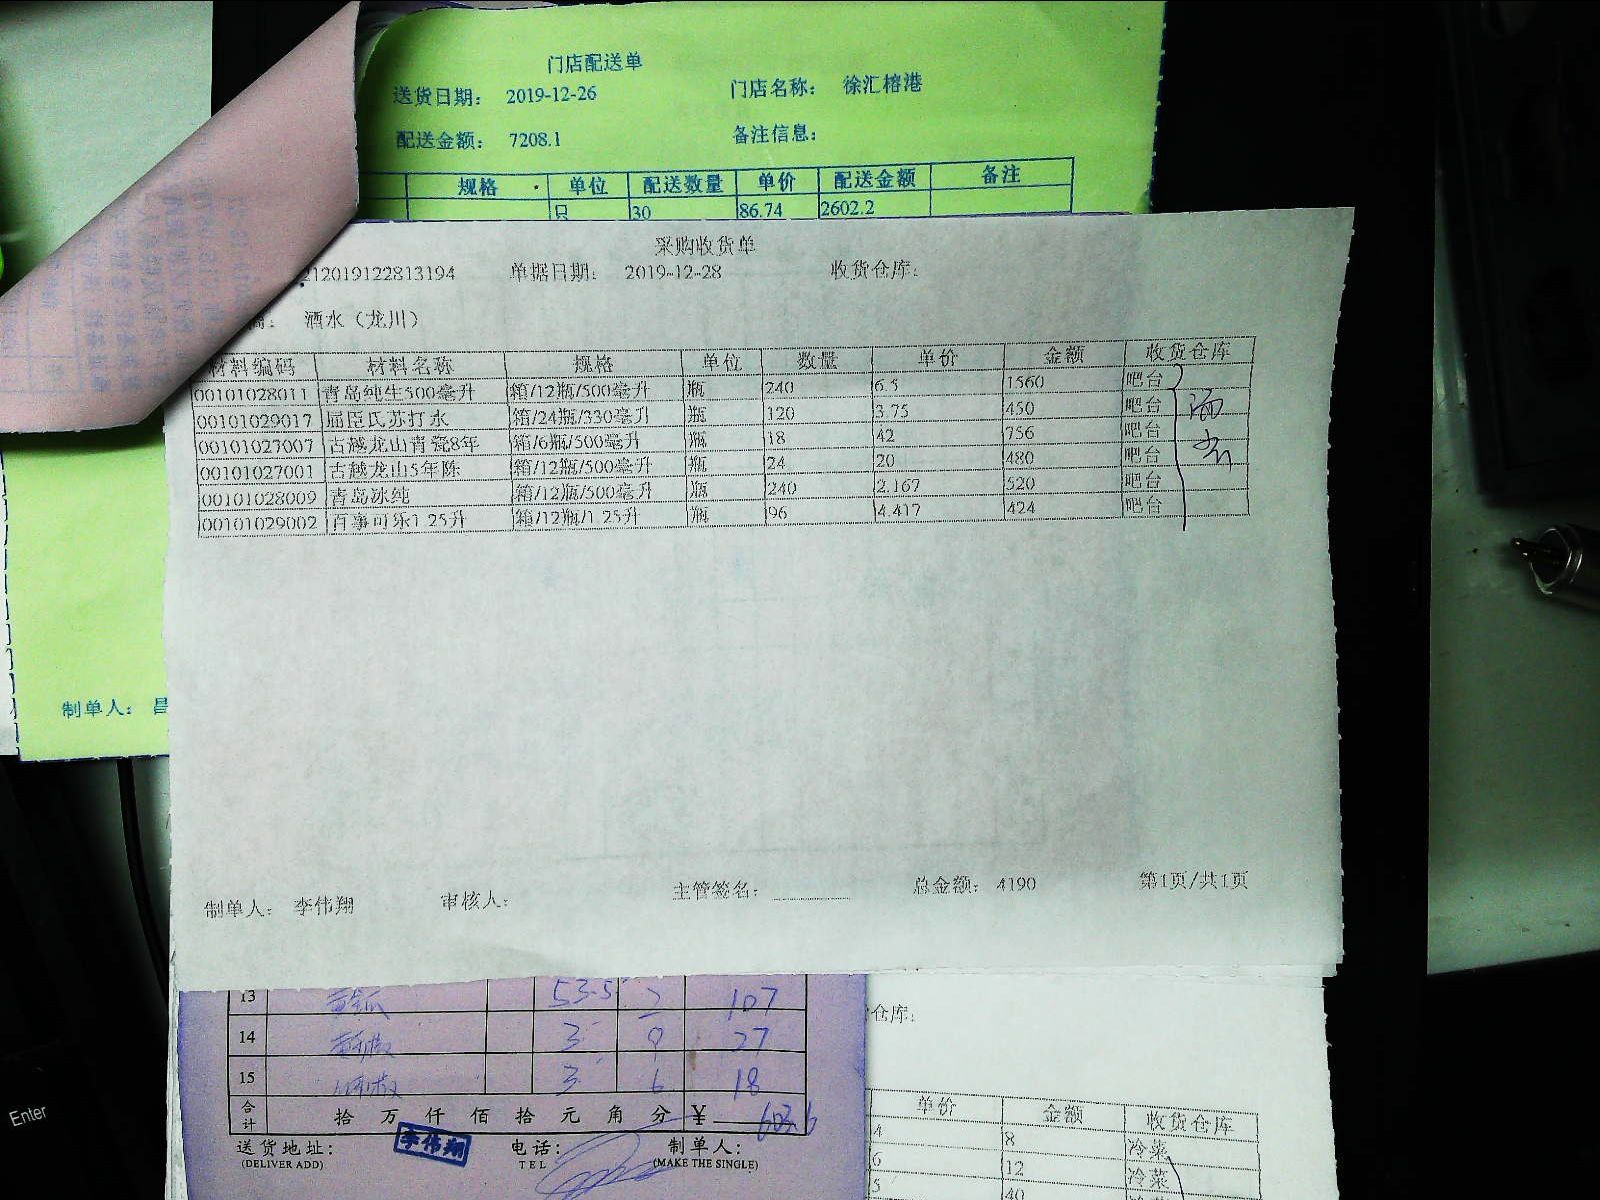 门店配送单
送货日期： 2019-12-26 门店名称： 徐汇榕港
配送金额： 7208.1 备注信息：
规格 单位 配送数量 单价 配送金额 备注
只 30 86.74 2602.2
采购收货单
212019122813194 单据日期： 2019-12-28 收货仓库：
商： 酒水（龙川）
材料编码 材料名称 规格 单位 数量 单价 金额 收货仓库
00101028011 青岛纯生500毫升 箱/12瓶/500毫升 瓶 240 6.5 1560 吧台
00101029017 屈臣氏苏打水 箱/24瓶/330毫升 瓶 120 3.75 450 吧台
00101027007 古越龙山青瓷8年 箱/6瓶/500毫升 瓶 18 42 756 吧台
00101027001 古越龙山5年陈 箱/12瓶/500毫升 瓶 24 20 480 吧台
00101028009 青岛冰纯 箱/12瓶/500毫升 瓶 240 2.167 520 吧台
00101029002 百事可乐1.25升 箱/12瓶/1.25升 瓶 96 4.417 424 吧台
酒水
制单人： 李伟翔 审核人： 主管签名： 总金额： 4190 第1页/共1页
制单人： 昌
13 53.5 2 107
14 3 9 27
15 3 6 18
合计 拾 万 仟 佰 拾 元 角 分 ¥ 603.6
送货地址： 李伟翔 电话： 制单人：
(DELIVER ADD) TEL (MAKE THE SINGLE)
仓库：
单价 金额 收货仓库
4 8 冷菜
6 12 冷菜
5 40
Enter